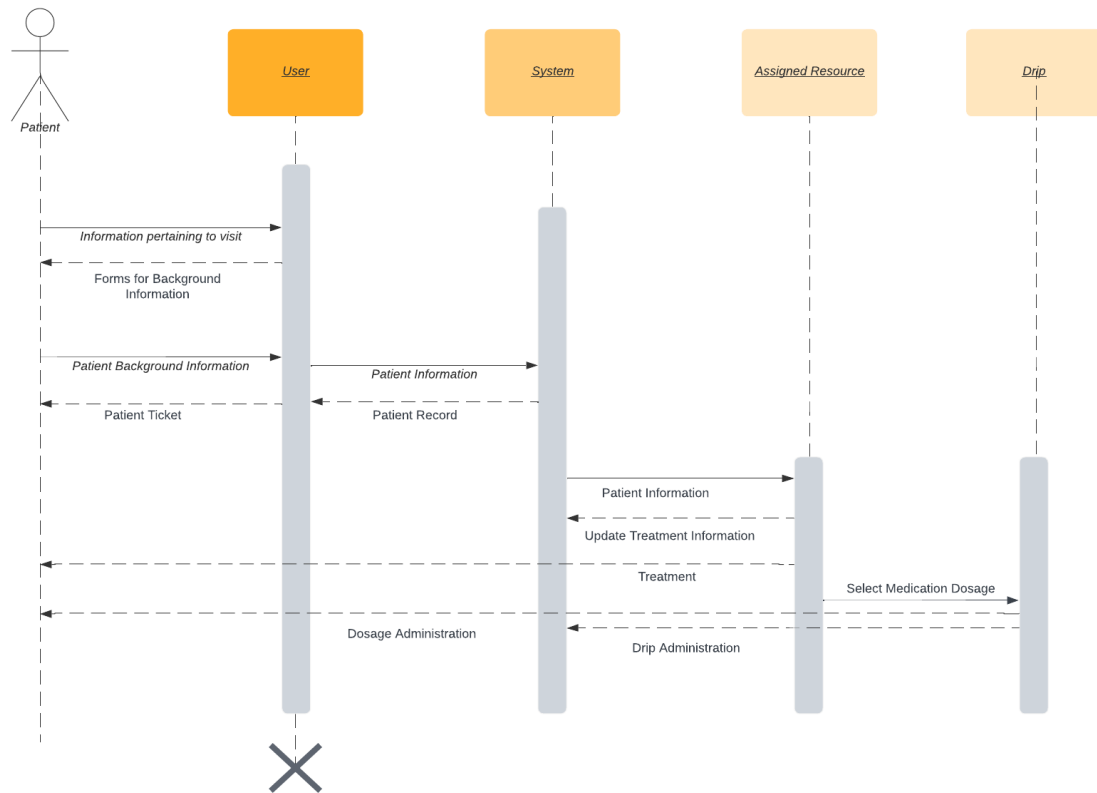 User
System
Assigned Resource
Drip
Patient
Information pertaining to visit
Forms for Background
Information
Patient Background Information
Patient Information
Patient Ticket
Patient Record
Patient Information
Update Treatment Information
Treatment
Select Medication Dosage
Dosage Administration
Drip Administration